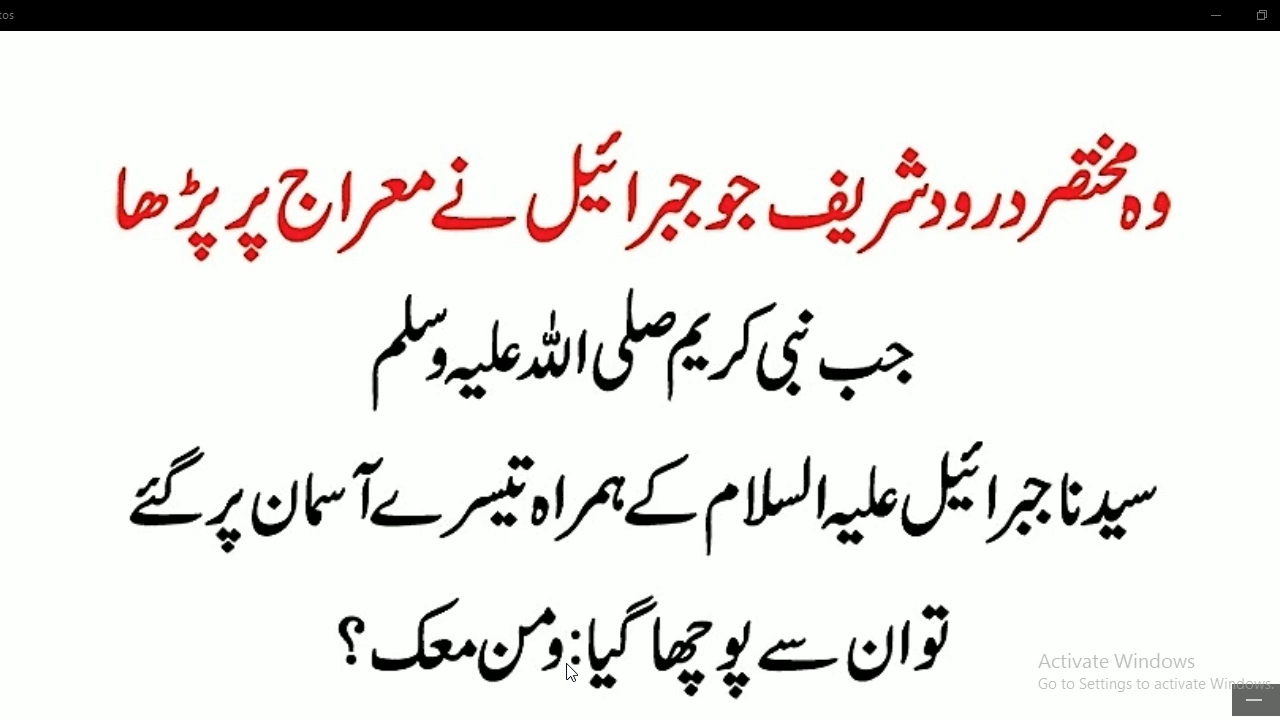 tos
وہ مختصر درود شریف جو جبرائیل نے معراج پر پڑھا
جب نبی کریم صلی اللہ علیہ وسلم
سیدنا جبرائیل علیہ السلام کے ہمراہ تیسرے آسمان پر گئے
تو ان سے پوچھا گیا: ومن معک؟
Activate Windows
Go to Settings to activate Windows.